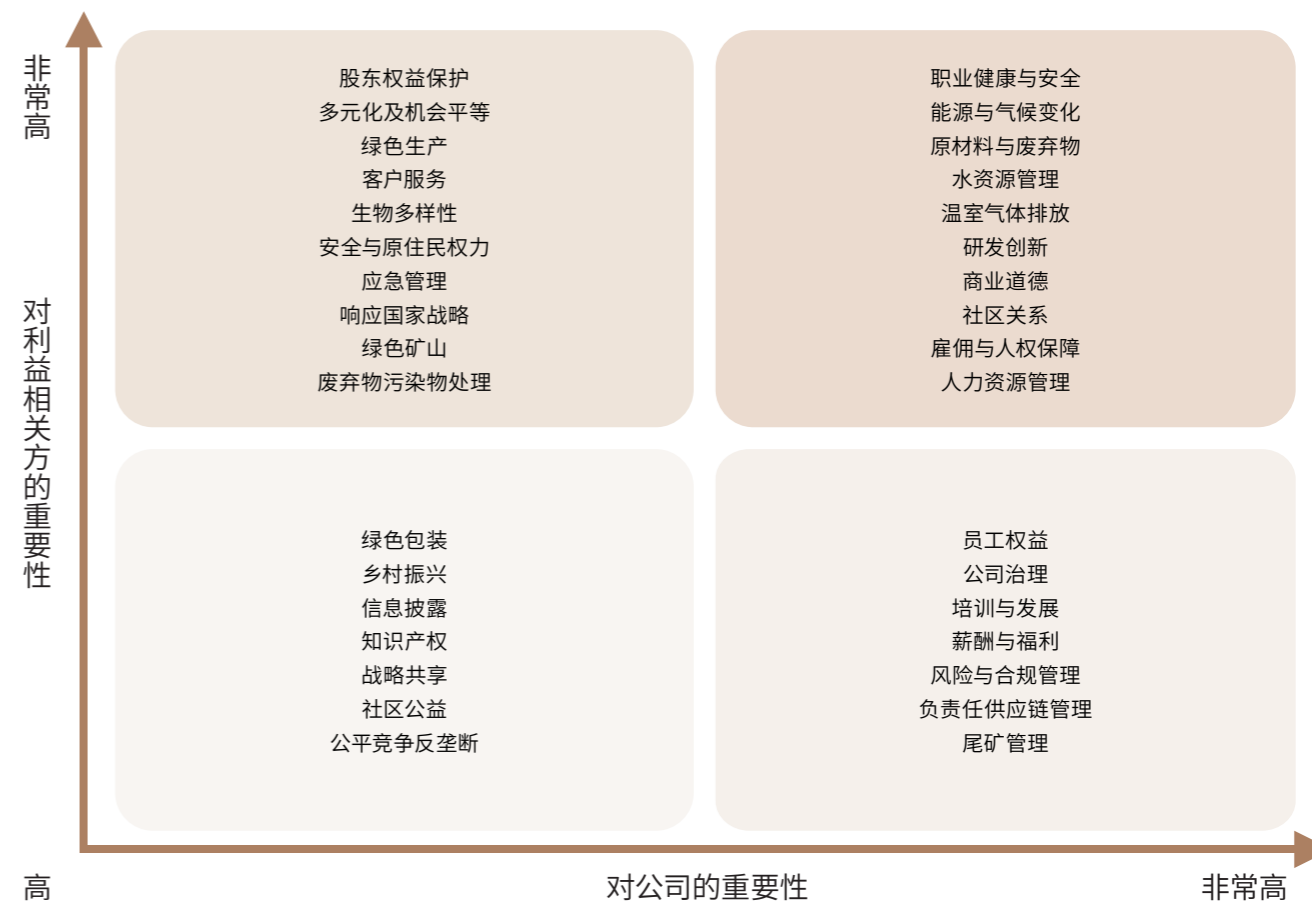 非常高
对利益相关方的重要性
股东权益保护
多元化及机会平等
绿色生产
客户服务
生物多样性
安全与原住民权力
应急管理
响应国家战略
绿色矿山
废弃物污染物处理
职业健康与安全
能源与气候变化
原材料与废弃物
水资源管理
温室气体排放
研发创新
商业道德
社区关系
雇佣与人权保障
人力资源管理
绿色包装
乡村振兴
信息披露
知识产权
战略共享
社区公益
公平竞争反垄断
员工权益
公司治理
培训与发展
薪酬与福利
风险与合规管理
负责任供应链管理
尾矿管理
高
对公司的重要性
非常高